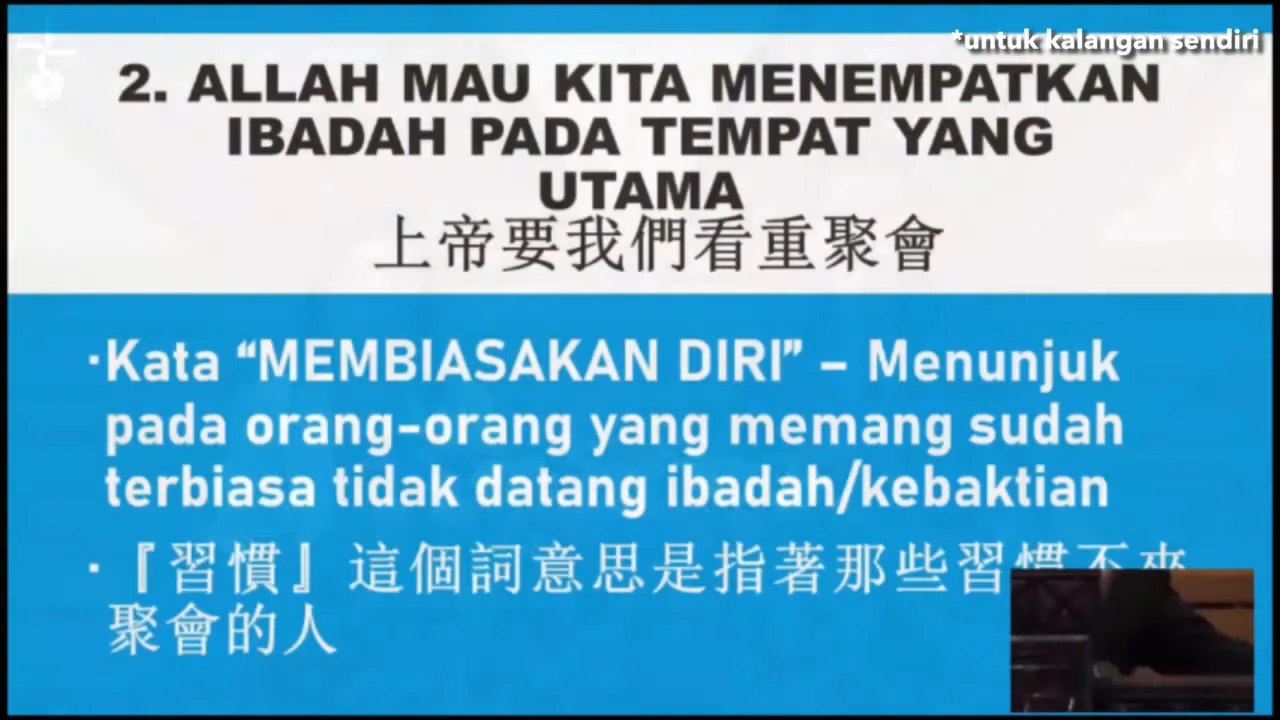 *untuk kalangan sendiri
2. ALLAH MAU KITA MENEMPATKAN
IBADAH PADA TEMPAT YANG
UTAMA
上帝要我們看重聚會
·Kata “MEMBIASAKAN DIRI” – Menunjuk
pada orang-orang yang memang sudah
terbiasa tidak datang ibadah/kebaktian
·『習慣』這個詞意思是指著那些習慣不來
聚會的人